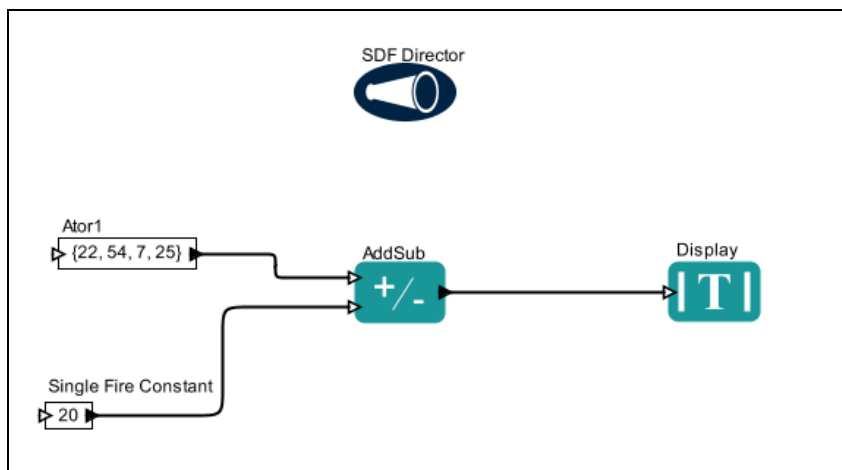 SDF Director
Ator1
{22, 54, 7, 25}
AddSub
+/-
Display
T
Single Fire Constant
20